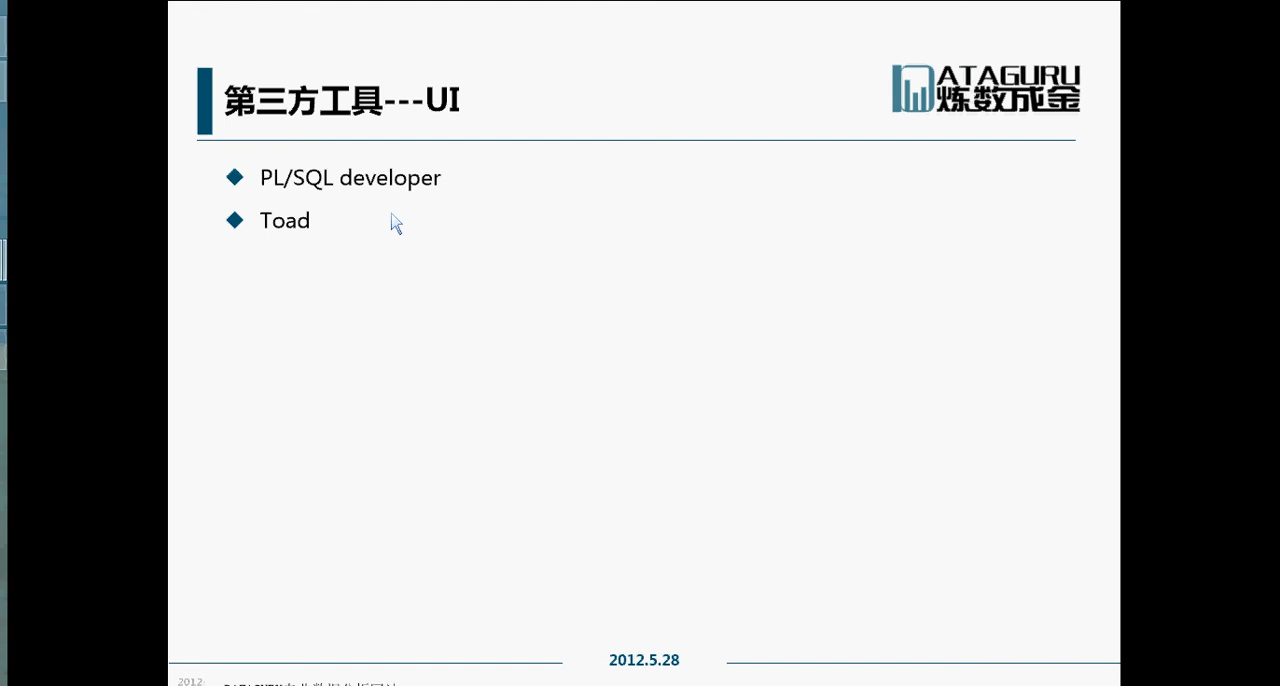 第三方工具---UI
DATAGURU
炼数成金
PL/SQL developer
Toad
2012.5.28
2012